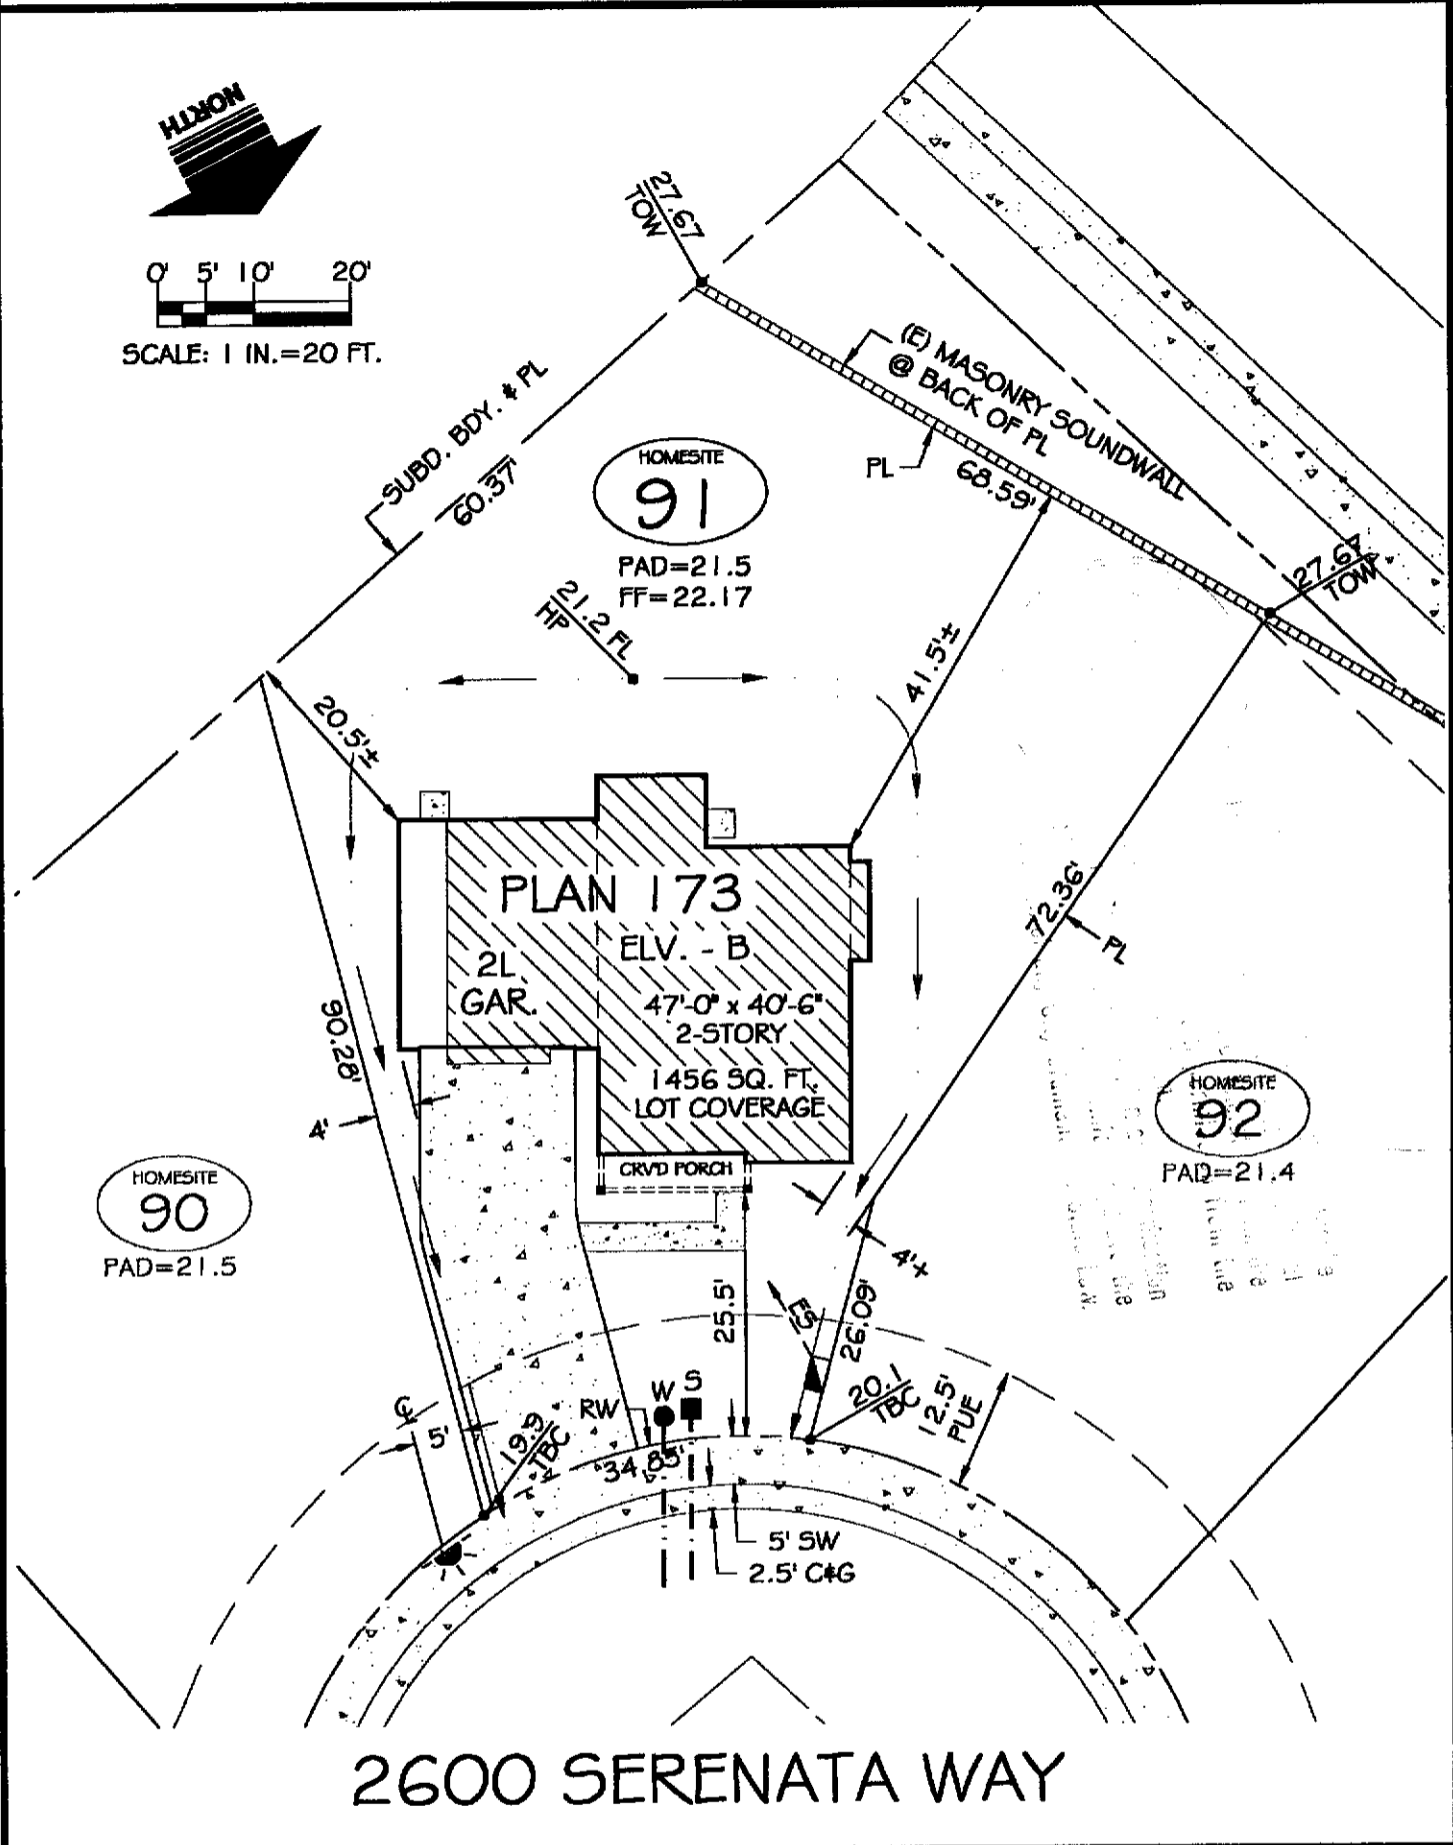 NORTH
0' 5' 10' 20'
SCALE: 1 IN.=20 FT.
27.67
TOW
SUBD. BDY. & PL
60.37'
(E) MASONRY SOUNDWALL
@ BACK OF PL
PL
68.59'
HOMESITE
91
PAD=21.5
FF=22.17
27.67
TOW
21.2 FL
HP
41.5'±
20.5'±
PLAN 173
ELV. - B
2L
GAR.
47'-0" x 40'-6"
2-STORY
1456 SQ. FT.
LOT COVERAGE
72.36'
PL
90.28'
4'
CRV'D PORCH
HOMESITE
92
PAD=21.4
HOMESITE
90
PAD=21.5
4'+
25.5'
ES
26.09'
20.1
TBC
12.5'
PUE
RW
W
S
℄
5'
19.9
TBC
34.85'
5' SW
2.5' C&G
2600 SERENATA WAY